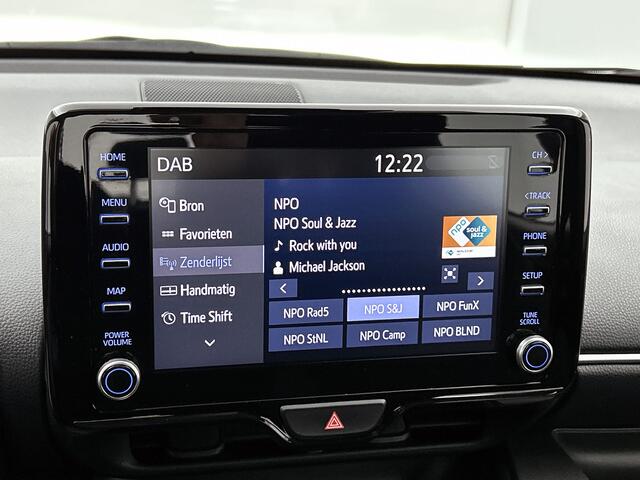 HOME
MENU
AUDIO
MAP
POWER
VOLUME
DAB
12:22
Bron
Favorieten
Zenderlijst
Handmatig
Time Shift
NPO
NPO Soul & Jazz
Rock with you
Michael Jackson
npo
soul &
jazz
<
>
NPO Rad5
NPO S&J
NPO FunX
NPO StNL
NPO Camp
NPO BLND
CH>
<TRACK
PHONE
SETUP
TUNE
SCROLL